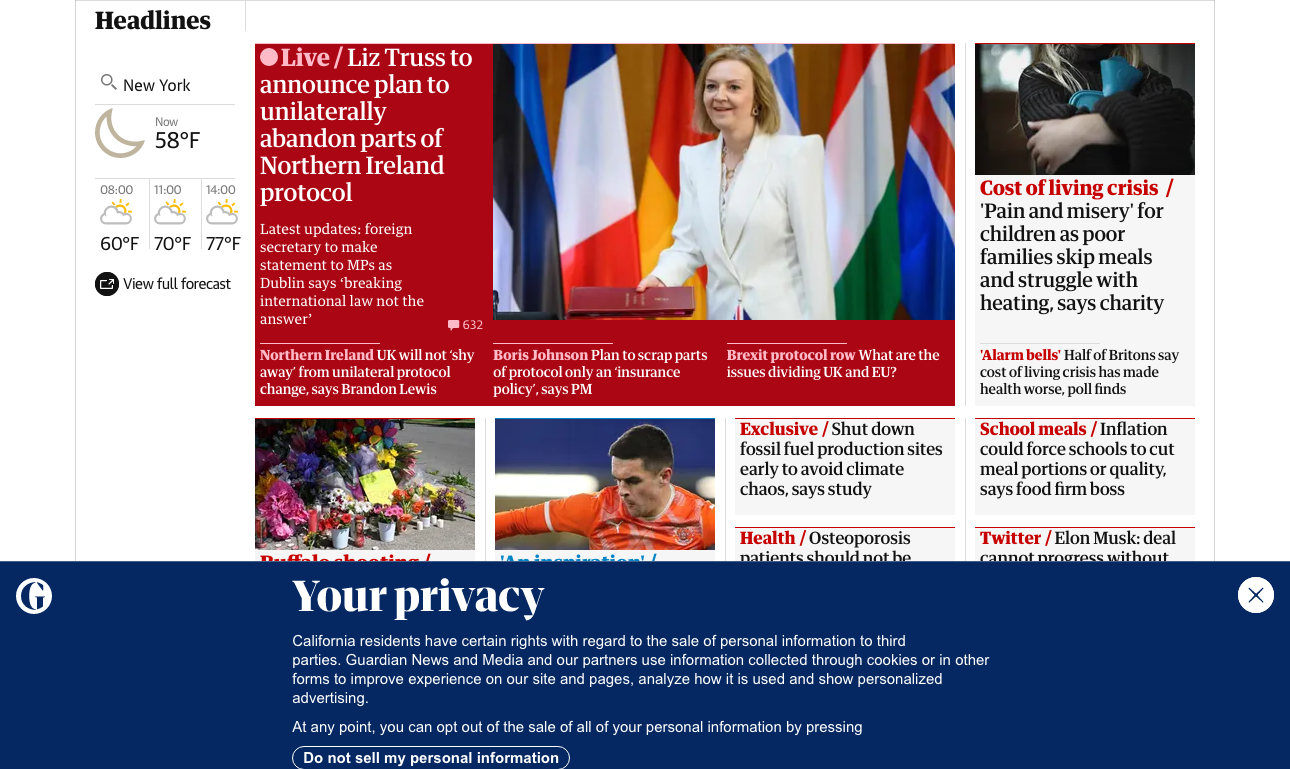 Headlines
New York
Now
58°F
08:00
11:00
14:00
60°F
70°F
77°F
View full forecast
Live / Liz Truss to
announce plan to
unilaterally
abandon parts of
Northern Ireland
protocol
Latest updates: foreign
secretary to make
statement to MPs as
Dublin says ‘breaking
international law not the
answer’
632
Northern Ireland UK will not ‘shy
away’ from unilateral protocol
change, says Brandon Lewis
Boris Johnson Plan to scrap parts
of protocol only an ‘insurance
policy’, says PM
Brexit protocol row What are the
issues dividing UK and EU?
Cost of living crisis /
'Pain and misery' for
children as poor
families skip meals
and struggle with
heating, says charity
'Alarm bells' Half of Britons say
cost of living crisis has made
health worse, poll finds
Buffalo shooting /
'An inspiration' /
Exclusive / Shut down
fossil fuel production sites
early to avoid climate
chaos, says study
School meals / Inflation
could force schools to cut
meal portions or quality,
says food firm boss
Health / Osteoporosis
patients should not be
Twitter / Elon Musk: deal
cannot progress without
G
Your privacy
California residents have certain rights with regard to the sale of personal information to third
parties. Guardian News and Media and our partners use information collected through cookies or in other
forms to improve experience on our site and pages, analyze how it is used and show personalized
advertising.
At any point, you can opt out of the sale of all of your personal information by pressing
Do not sell my personal information